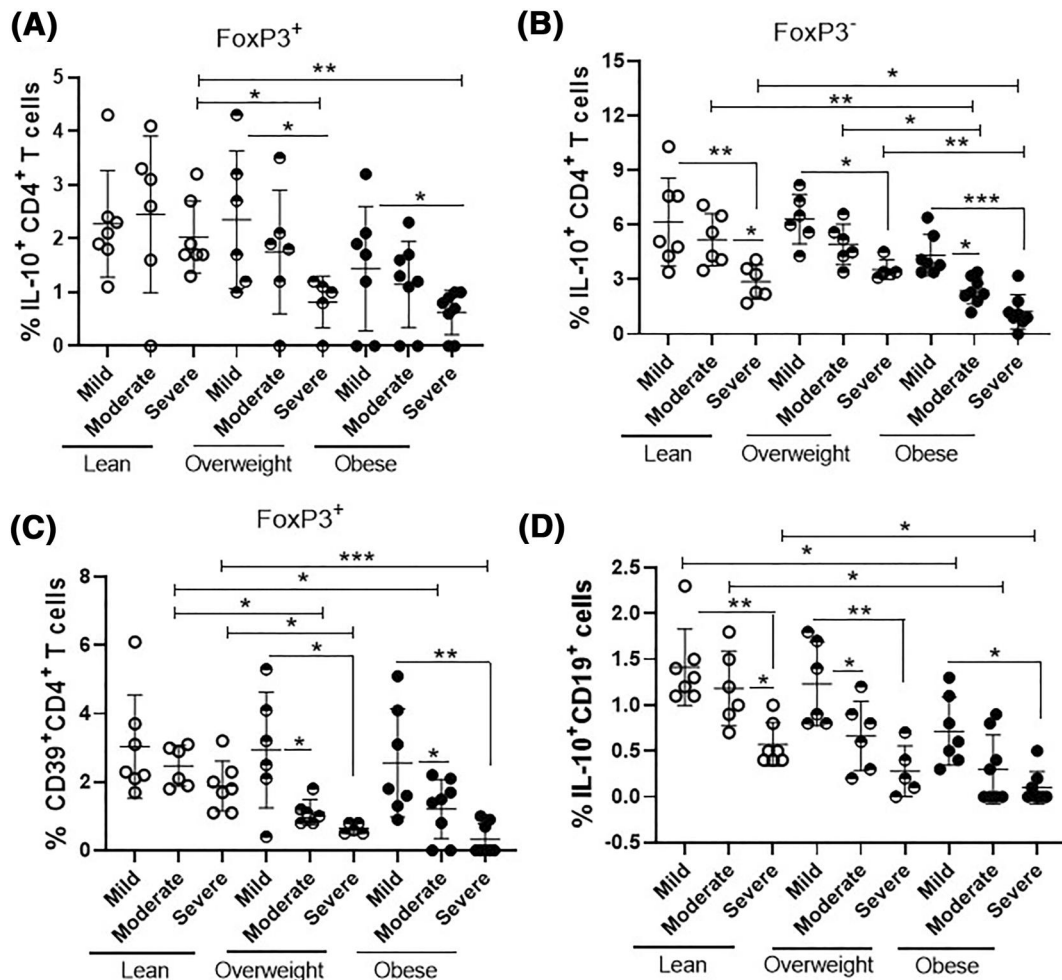 (A)
FoxP3+
**
*
*
*
% IL-10+ CD4+ T cells
5
4
3
2
1
0
Mild
Moderate
Severe
Mild
Moderate
Severe
Mild
Moderate
Severe
Lean
Overweight
Obese
(B)
FoxP3-
*
**
*
**
**
*
***
*
*
% IL-10+ CD4+ T cells
15
12
9
6
3
0
Mild
Moderate
Severe
Mild
Moderate
Severe
Mild
Moderate
Severe
Lean
Overweight
Obese
(C)
FoxP3+
***
*
*
*
*
**
*
*
% CD39+CD4+ T cells
8
6
4
2
0
Mild
Moderate
Severe
Mild
Moderate
Severe
Mild
Moderate
Severe
Lean
Overweight
Obese
(D)
*
*
*
**
**
*
*
*
% IL-10+CD19+ cells
2.5
2.0
1.5
1.0
0.5
0.0
-0.5
Mild
Moderate
Severe
Mild
Moderate
Severe
Mild
Moderate
Severe
Lean
Overweight
Obese